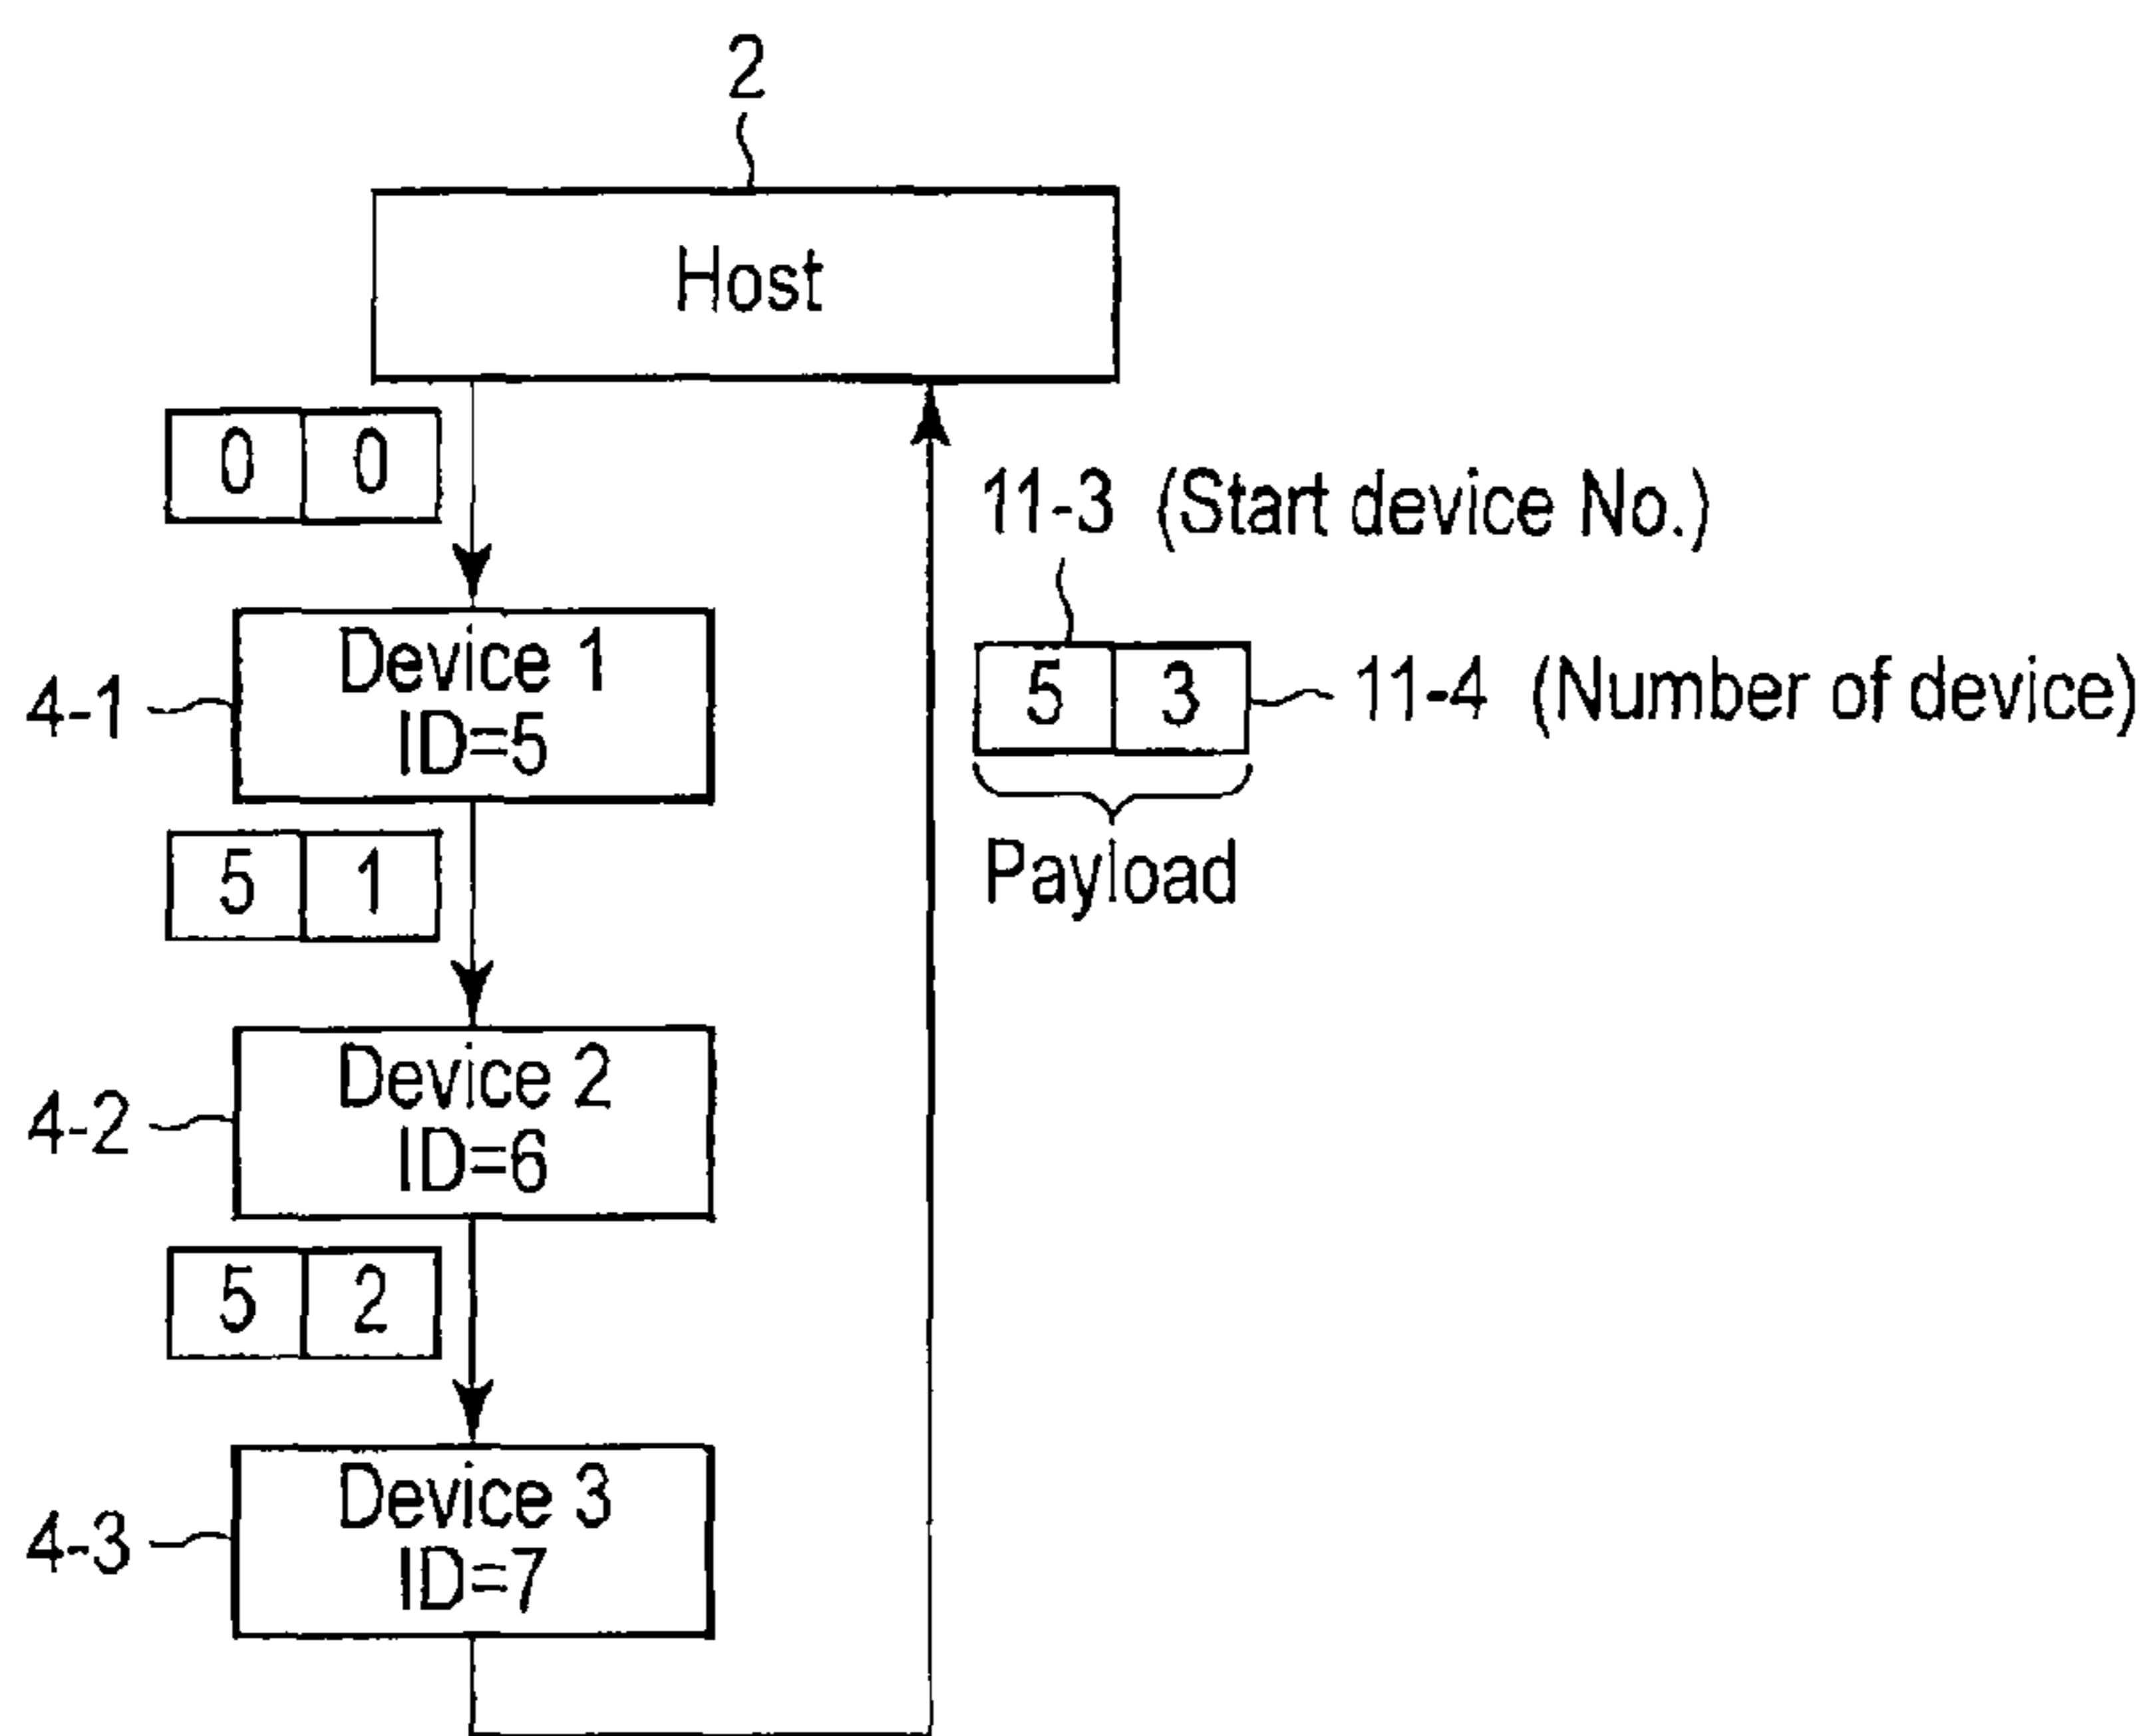 2
Host
0 0
11-3 (Start device No.)
Device 1
ID=5
4-1
5 3
11-4 (Number of device)
Payload
5 1
Device 2
ID=6
4-2
5 2
Device 3
ID=7
4-3